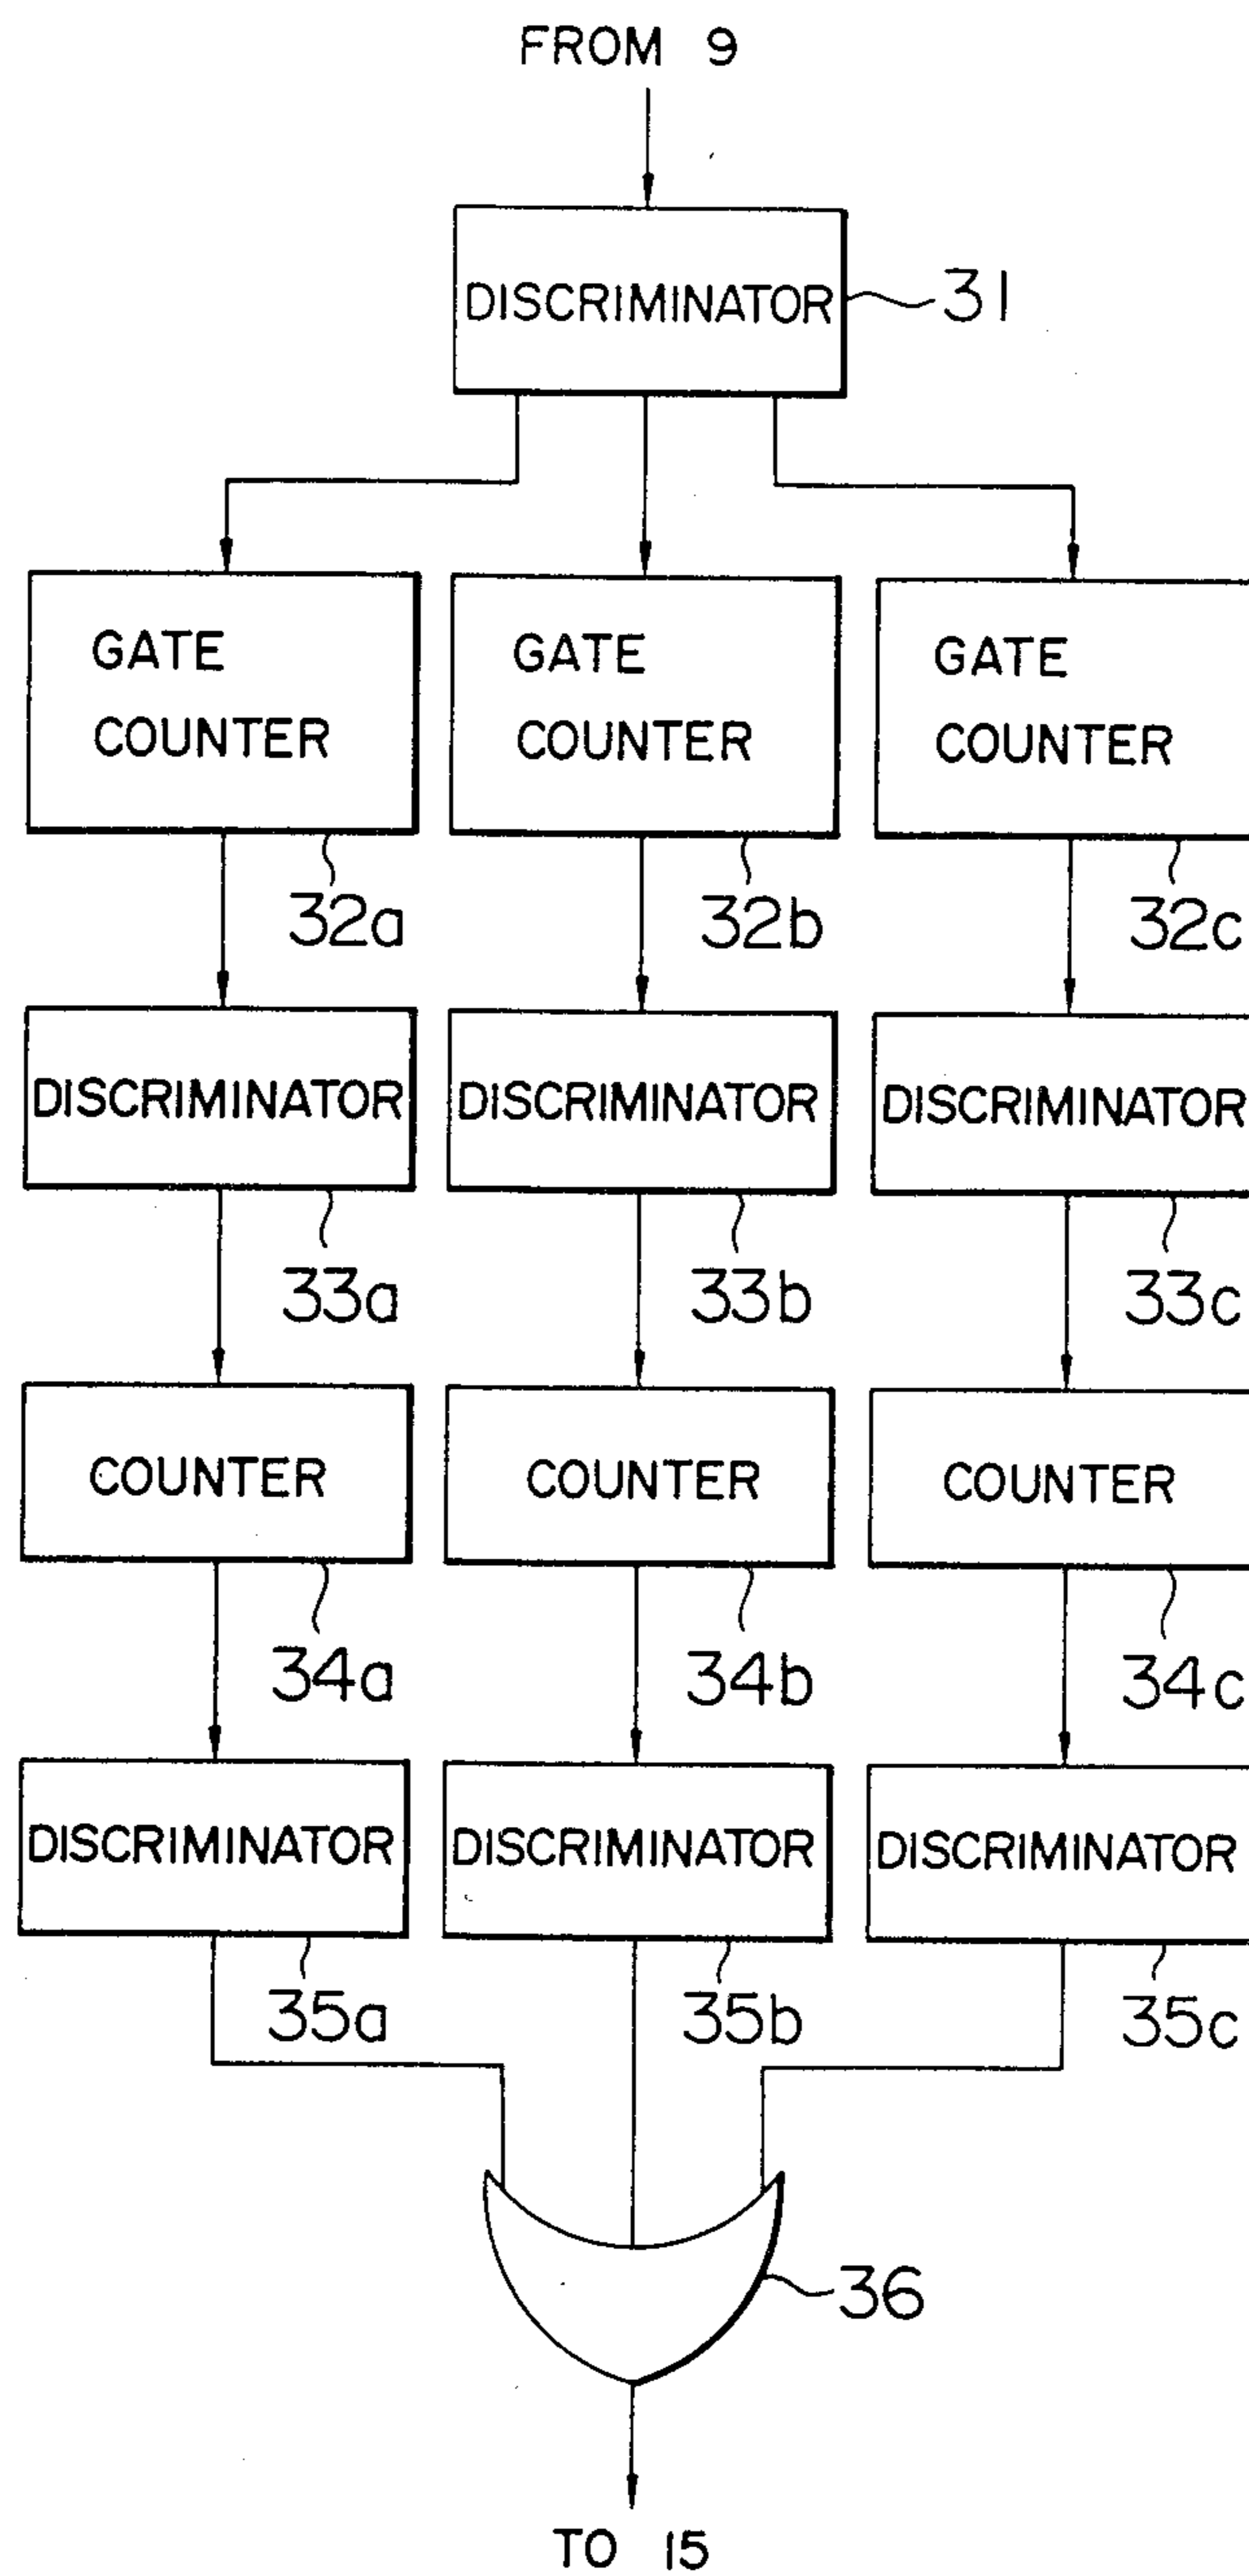 FROM 9
DISCRIMINATOR
31
GATE
COUNTER
GATE
COUNTER
GATE
COUNTER
32a
32b
32c
DISCRIMINATOR
DISCRIMINATOR
DISCRIMINATOR
33a
33b
33c
COUNTER
COUNTER
COUNTER
34a
34b
34c
DISCRIMINATOR
DISCRIMINATOR
DISCRIMINATOR
35a
35b
35c
36
TO 15